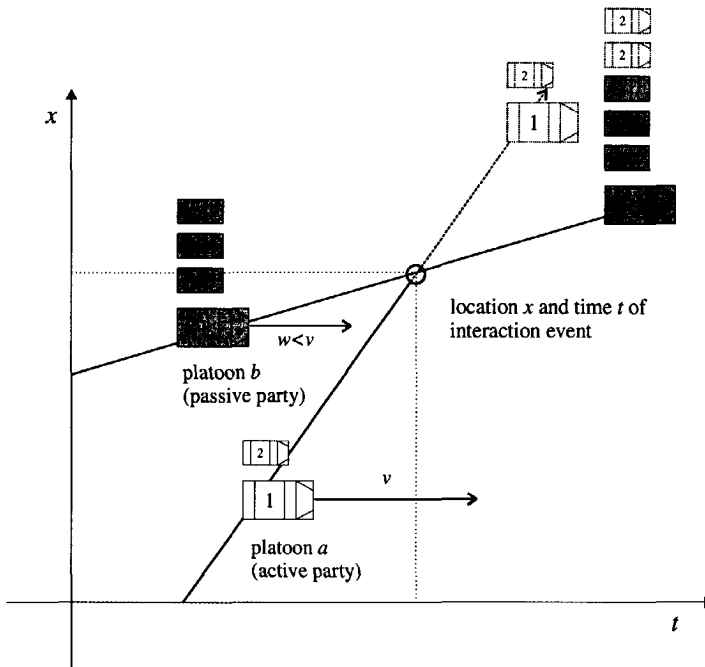 2
2
2
1
x
location x and time t of
interaction event
w<v
platoon b
(passive party)
2
1
v
platoon a
(active party)
t